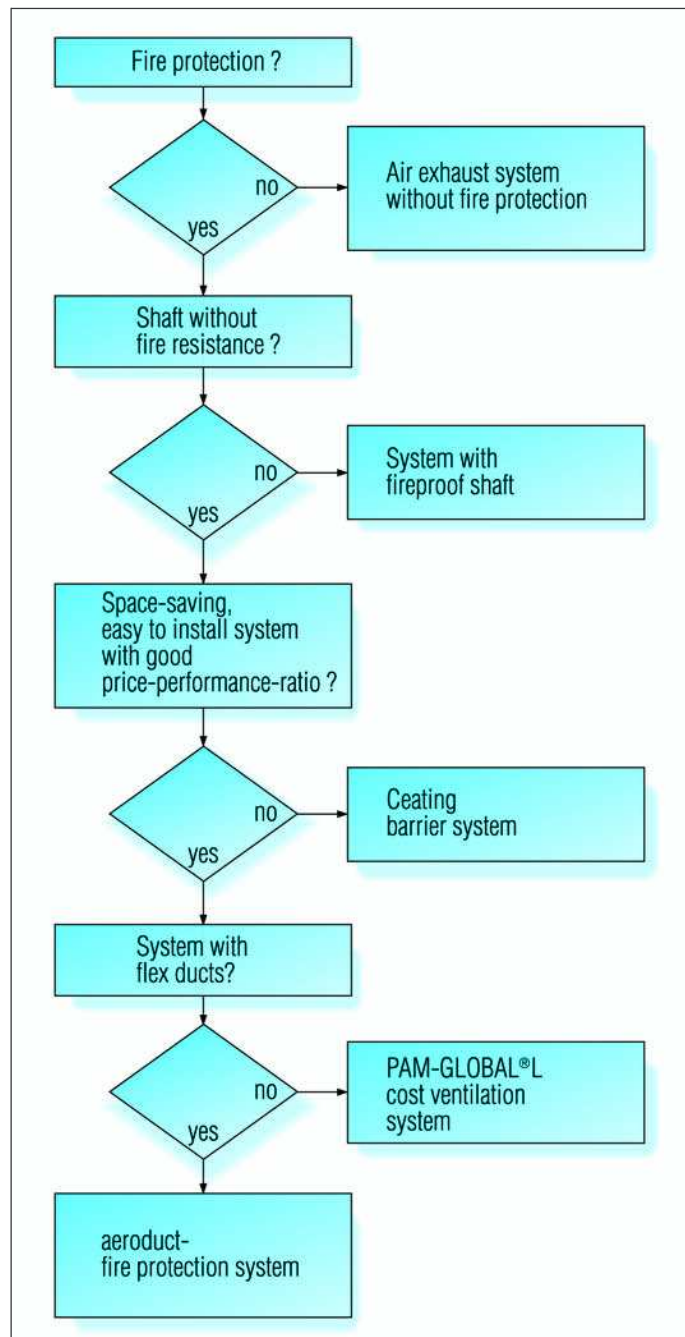 Fire protection ?
no
Air exhaust system
without fire protection
yes
Shaft without
fire resistance ?
no
System with
fireproof shaft
yes
Space-saving,
easy to install system
with good
price-performance-ratio ?
no
Ceating
barrier system
yes
System with
flex ducts?
no
PAM-GLOBAL®L
cost ventilation
system
yes
aeroduct-
fire protection system